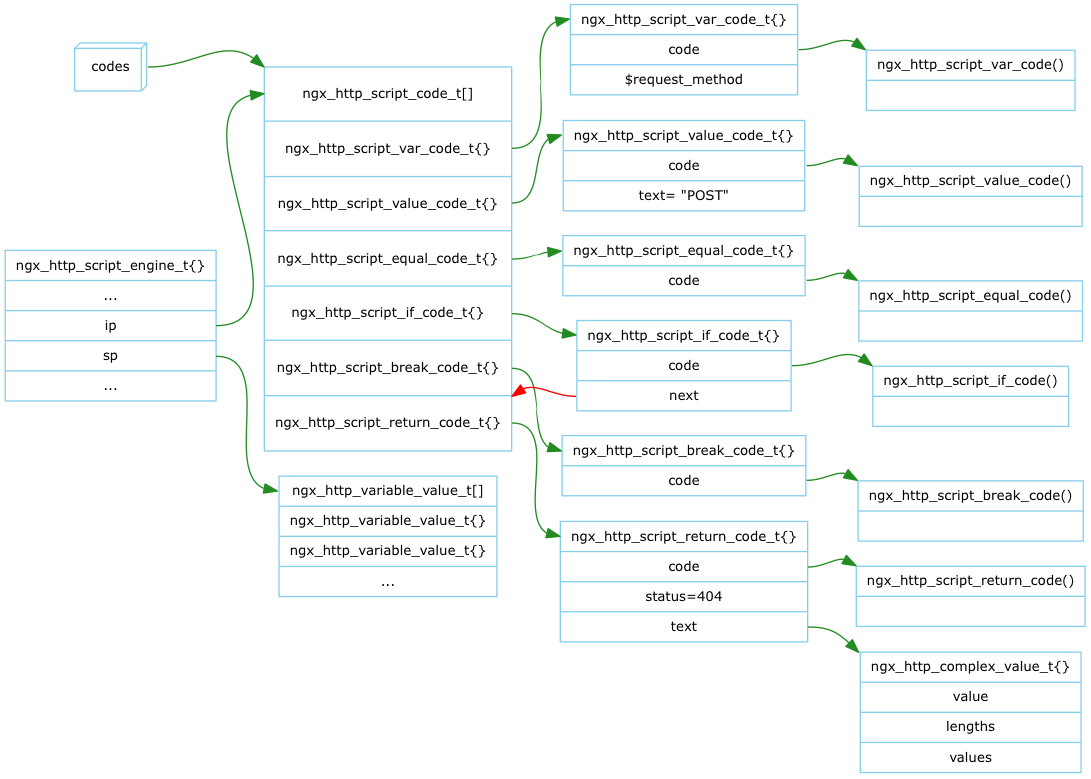 codes
ngx_http_script_engine_t{}
...
ip
sp
...
ngx_http_script_code_t[]
ngx_http_script_var_code_t{}
ngx_http_script_value_code_t{}
ngx_http_script_equal_code_t{}
ngx_http_script_if_code_t{}
ngx_http_script_break_code_t{}
ngx_http_script_return_code_t{}
ngx_http_variable_value_t[]
ngx_http_variable_value_t{}
ngx_http_variable_value_t{}
...
ngx_http_script_var_code_t{}
code
$request_method
ngx_http_script_value_code_t{}
code
text= "POST"
ngx_http_script_equal_code_t{}
code
ngx_http_script_if_code_t{}
code
next
ngx_http_script_break_code_t{}
code
ngx_http_script_return_code_t{}
code
status=404
text
ngx_http_script_var_code()
ngx_http_script_value_code()
ngx_http_script_equal_code()
ngx_http_script_if_code()
ngx_http_script_break_code()
ngx_http_script_return_code()
ngx_http_complex_value_t{}
value
lengths
values